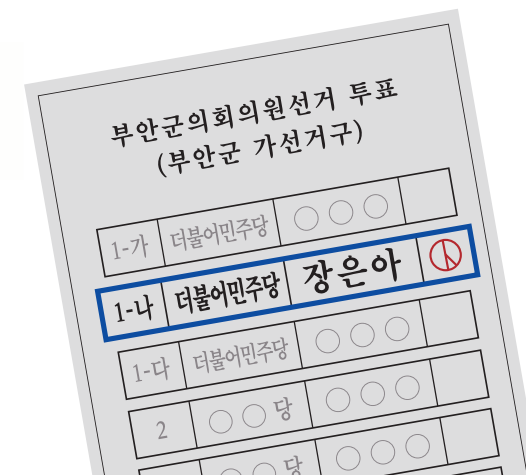 부안군의회의원선거 투표
(부안군 가선거구)
1-가 더불어민주당 ○○○
1-나 더불어민주당 장은아
1-다 더불어민주당 ○○○
2 ○○당 ○○○
○○당 ○○○